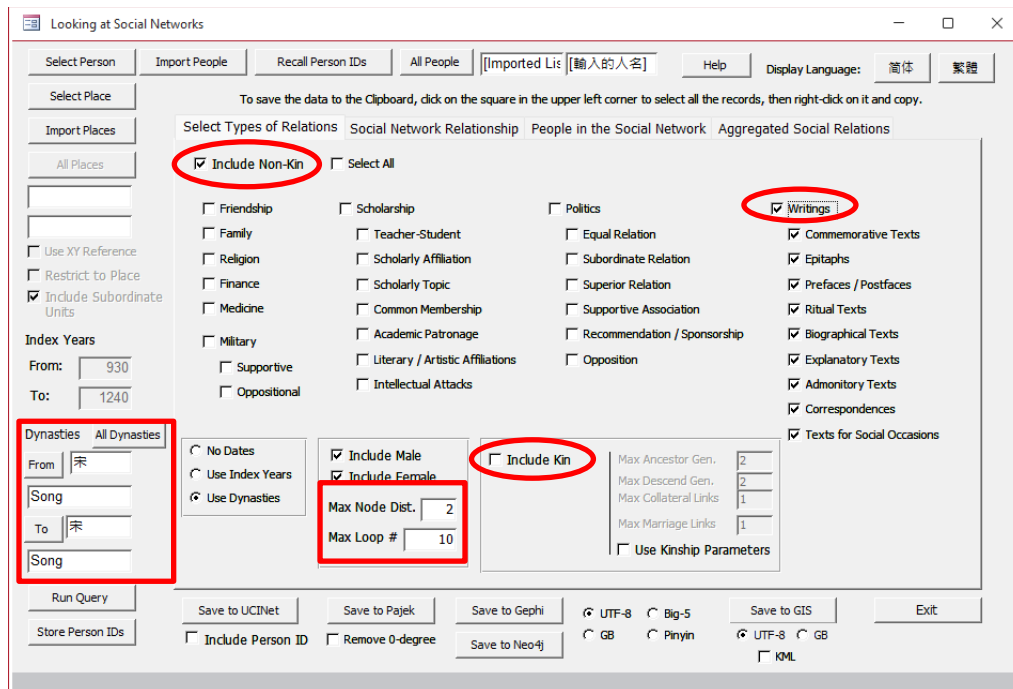 Looking at Social Networks
Select Person
Import People
Recall Person IDs
All People
[Imported Lis
[輸入的人名]
Help
Display Language:
简体
繁體
Select Place
To save the data to the Clipboard, click on the square in the upper left corner to select all the records, then right-click on it and copy.
Import Places
Select Types of Relations
Social Network Relationship
People in the Social Network
Aggregated Social Relations
All Places
Include Non-Kin
Select All
Friendship
Family
Religion
Finance
Medicine
Military
Supportive
Oppositional
Scholarship
Teacher-Student
Scholarly Affiliation
Scholarly Topic
Common Membership
Academic Patronage
Literary / Artistic Affiliations
Intellectual Attacks
Politics
Equal Relation
Subordinate Relation
Superior Relation
Supportive Association
Recommendation / Sponsorship
Opposition
Writings
Commemorative Texts
Epitaphs
Prefaces / Postfaces
Ritual Texts
Biographical Texts
Explanatory Texts
Admonitory Texts
Correspondences
Texts for Social Occasions
Use XY Reference
Restrict to Place
Include Subordinate
Units
Index Years
From: 930
To: 1240
Dynasties
All Dynasties
From 宋
Song
To 宋
Song
No Dates
Use Index Years
Use Dynasties
Include Male
Include Female
Max Node Dist. 2
Max Loop # 10
Include Kin
Max Ancestor Gen. 2
Max Descend Gen. 2
Max Collateral Links 1
Max Marriage Links 1
Use Kinship Parameters
Run Query
Store Person IDs
Save to UCINet
Include Person ID
Save to Pajek
Remove 0-degree
Save to Gephi
Save to Neo4j
UTF-8
Big-5
GB
Pinyin
Save to GIS
UTF-8
GB
KML
Exit